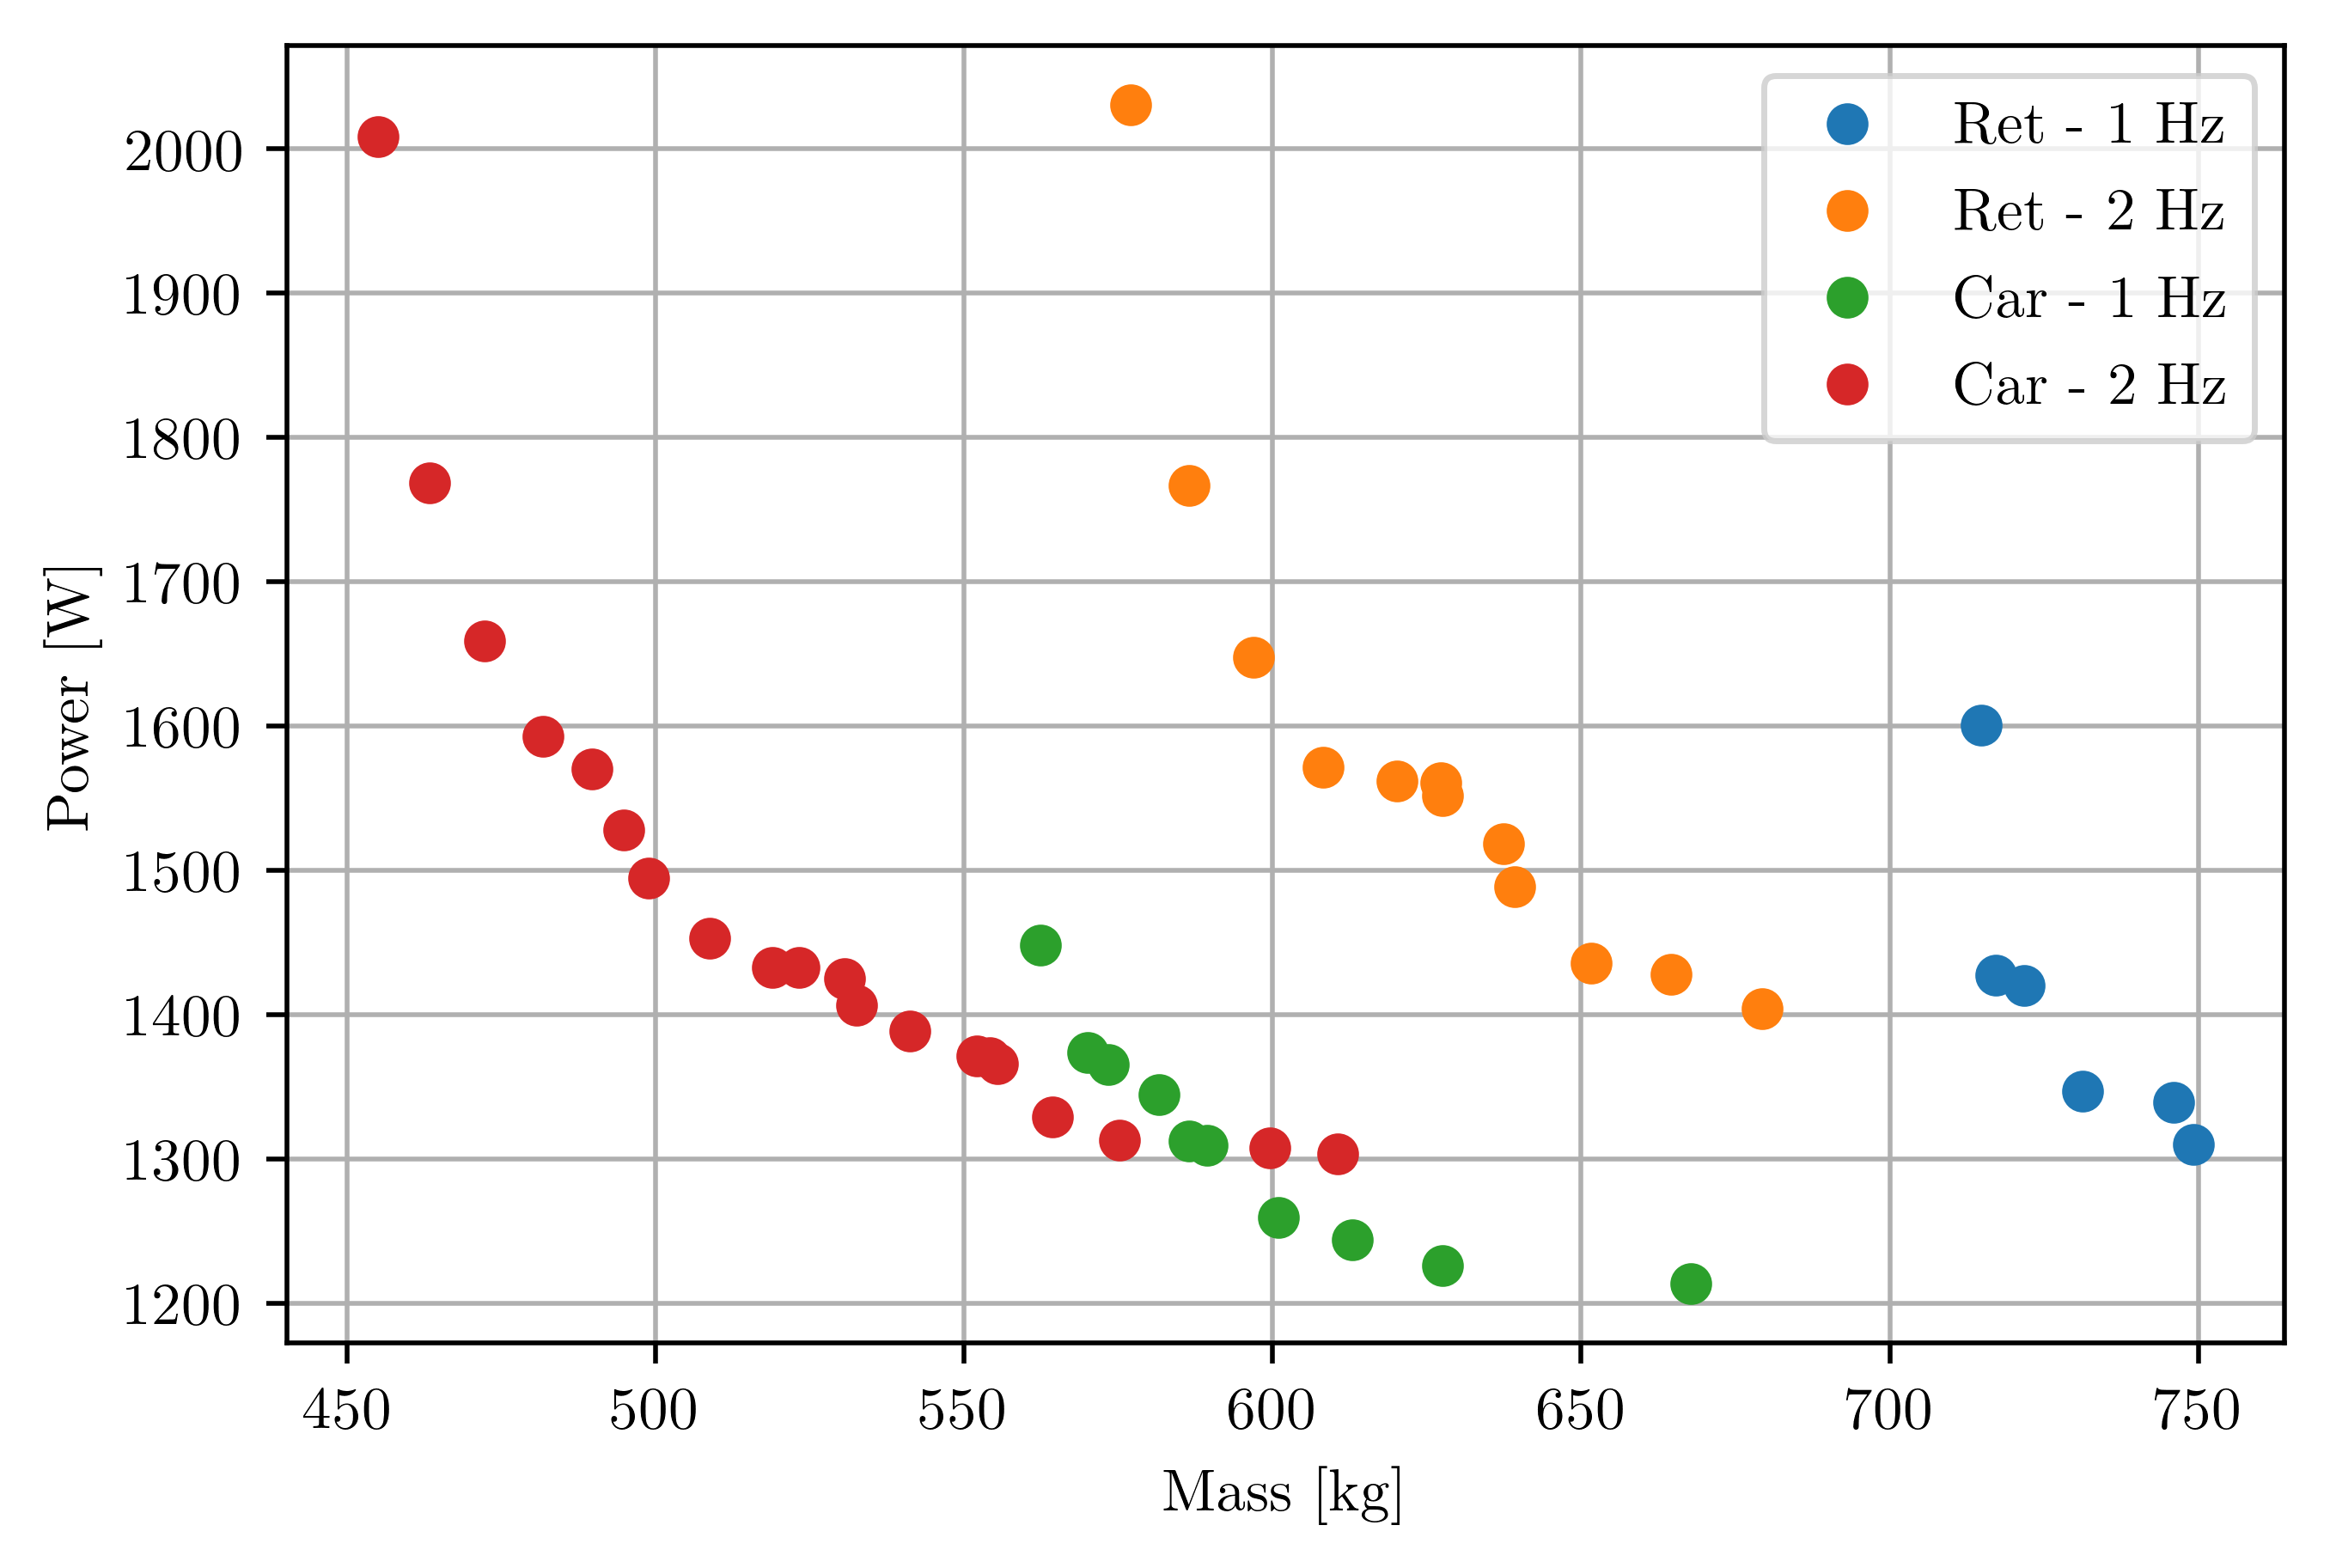 Ret - 1 Hz
Ret - 2 Hz
Car - 1 Hz
Car - 2 Hz
2000
1900
1800
1700
1600
1500
1400
1300
1200
Power [W]
450 500 550 600 650 700 750
Mass [kg]